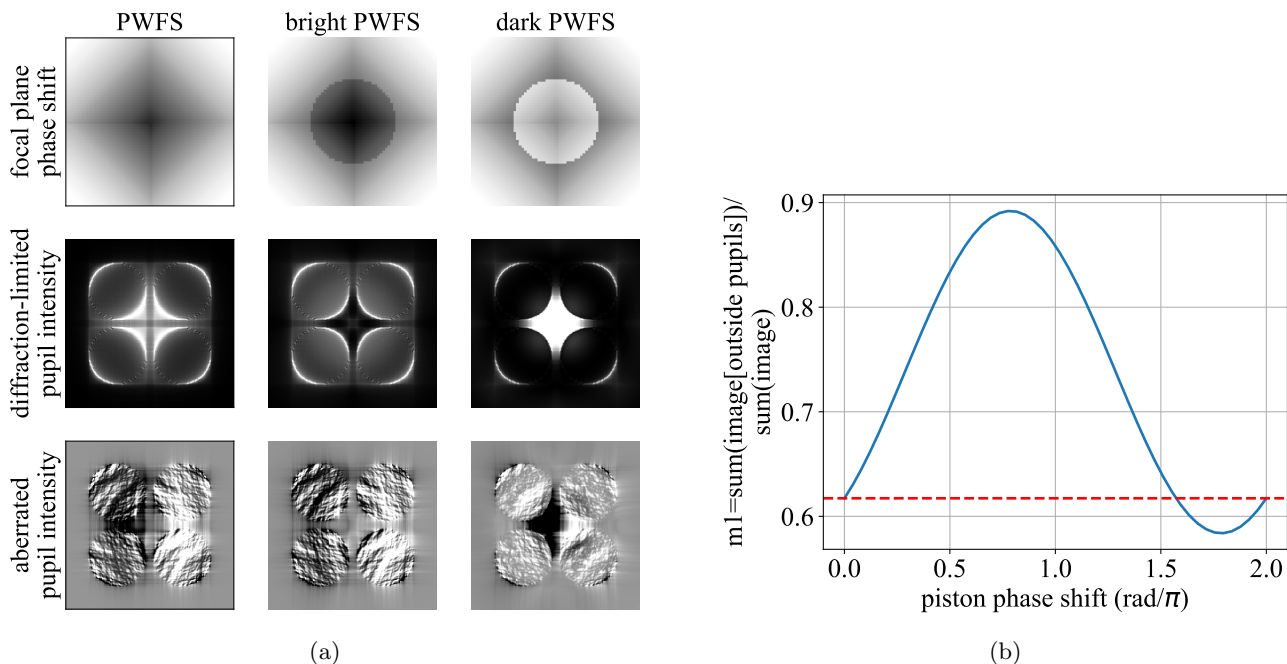 PWFS
bright PWFS
dark PWFS
focal plane
phase shift
diffraction-limited
pupil intensity
aberrated
pupil intensity
(a)
m1=sum(image[outside pupils])/
sum(image)
0.9
0.8
0.7
0.6
0.0
0.5
1.0
1.5
2.0
piston phase shift (rad/π)
(b)